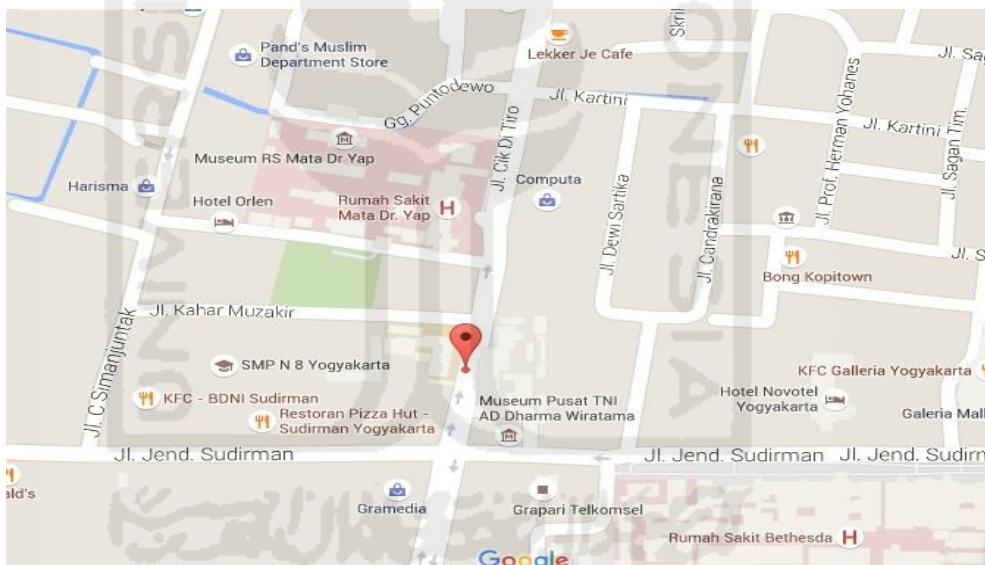 Pand's Muslim
Department Store
Lekker Je Cafe
Skril
Jl. Sag
Gg. Puntodewo
Jl. Kartini
Jl. Prof. Herman Yohanes
Jl. Kartini
Jl. Sagan Tim.
Museum RS Mata Dr Yap
Jl. Cik Di Tiro
Harisma
Hotel Orlen
Rumah Sakit
Mata Dr. Yap
H
Computa
Jl. Dewi Sartika
Jl. Candrakirana
Bong Kopitown
Jl. S
Jl. Kahar Muzakir
Jl. C Simanjuntak
SMP N 8 Yogyakarta
KFC - BDNI Sudirman
Restoran Pizza Hut -
Sudirman Yogyakarta
Museum Pusat TNI
AD Dharma Wiratama
KFC Galleria Yogyakarta
Hotel Novotel
Yogyakarta
Galeria Mall
Jl. Jend. Sudirman
Jl. Jend. Sudirman
Jl. Jend. Sudirm
ald's
Gramedia
Grapari Telkomsel
Rumah Sakit Bethesda H
Google
UNIVERSI
ONESIA